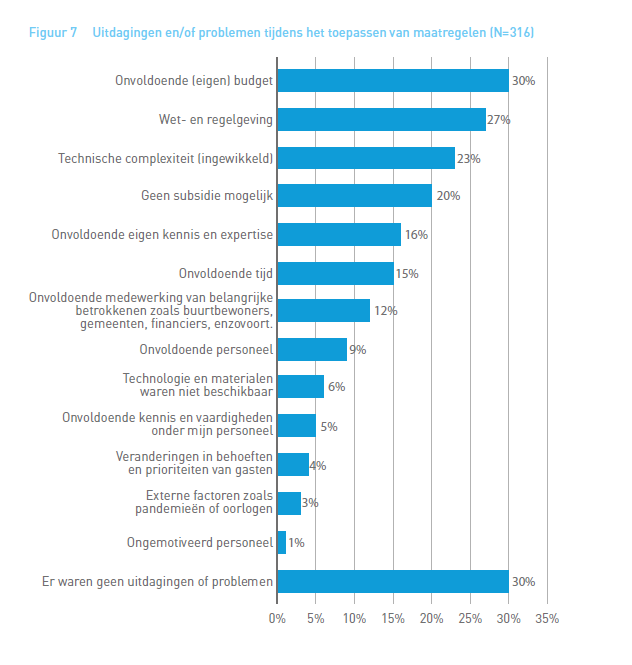 Figuur 7 Uitdagingen en/of problemen tijdens het toepassen van maatregelen (N=316)
Onvoldoende (eigen) budget 30%
Wet- en regelgeving 27%
Technische complexiteit (ingewikkeld) 23%
Geen subsidie mogelijk 20%
Onvoldoende eigen kennis en expertise 16%
Onvoldoende tijd 15%
Onvoldoende medewerking van belangrijke
betrokkenen zoals buurtbewoners, 12%
gemeenten, financiers, enzovoort.
Onvoldoende personeel 9%
Technologie en materialen
waren niet beschikbaar 6%
Onvoldoende kennis en vaardigheden
onder mijn personeel 5%
Veranderingen in behoeften
en prioriteiten van gasten 4%
Externe factoren zoals
pandemieën of oorlogen 3%
Ongemotiveerd personeel 1%
Er waren geen uitdagingen of problemen 30%
0% 5% 10% 15% 20% 25% 30% 35%